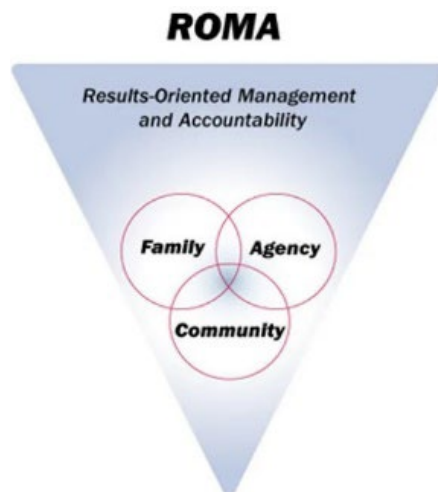 ROMA
Results-Oriented Management
and Accountability
Family
Agency
Community